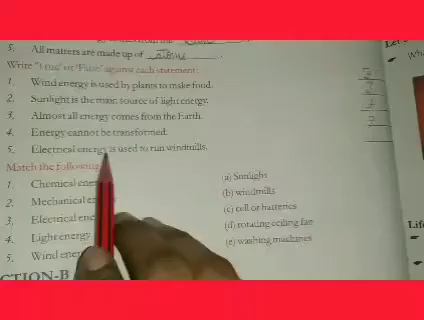 5. All matters are made up of atoms.
Write "True" or 'False' against each statement:
1. Wind energy is used by plants to make food.
2. Sunlight is the main source of light energy.
3. Almost all energy comes from the Earth.
4. Energy cannot be transformed.
5. Electrical energy is used to run windmills.
Match the following
1. Chemical ener (a) Sunlight
2. Mechanical e (b) windmills
3. Electrical ene (c) cell or batteries
4. Light energy (d) rotating ceiling fan
5. Wind ener (e) washing machines
CTION-B